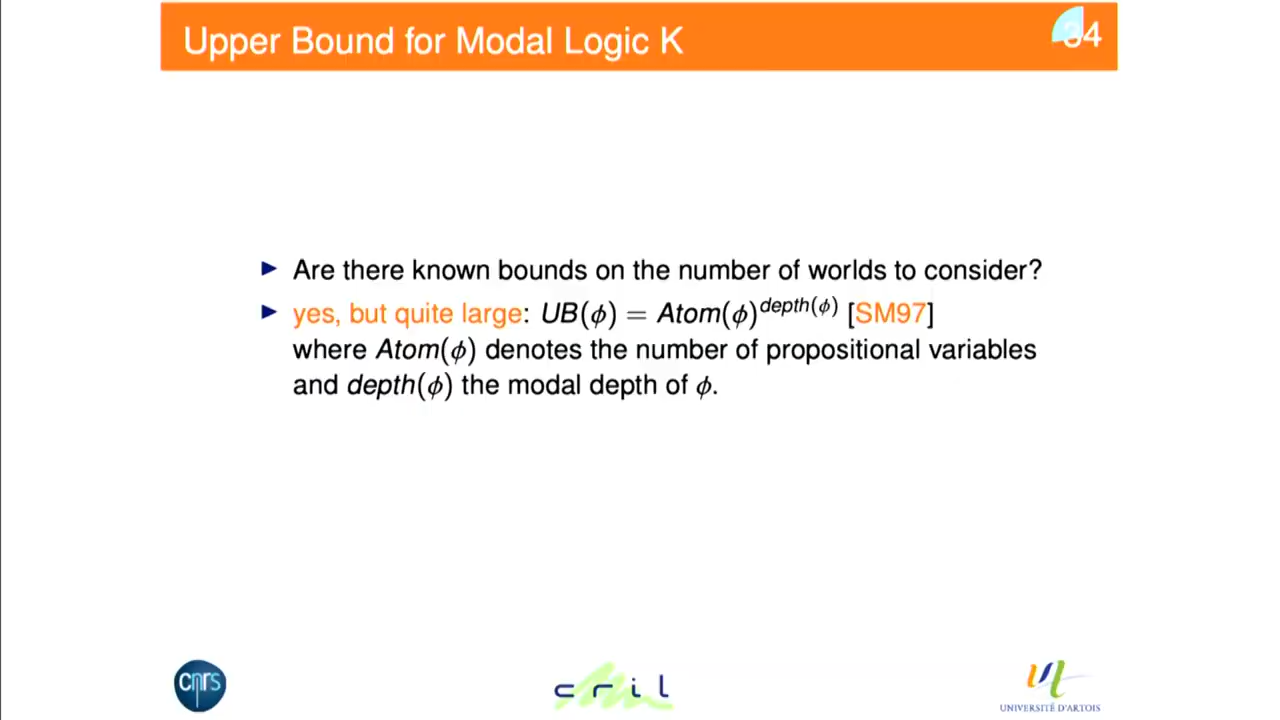 Upper Bound for Modal Logic K
34
▶ Are there known bounds on the number of worlds to consider?
▶ yes, but quite large: UB(ϕ) = Atom(ϕ)^depth(ϕ) [SM97]
where Atom(ϕ) denotes the number of propositional variables
and depth(ϕ) the modal depth of ϕ.
cnrs
cril
UNIVERSITÉ D'ARTOIS